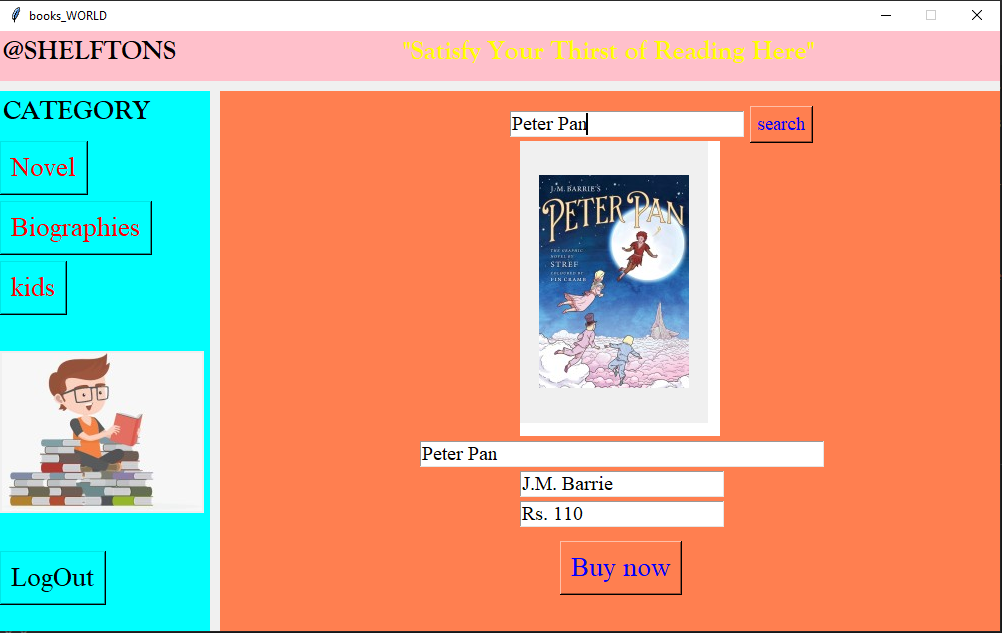 books_WORLD
@SHELFTONS
"Satisfy Your Thirst of Reading Here"
CATEGORY
Novel
Biographies
kids
LogOut
Peter Pan
search
J.M. BARRIE'S
PETER PAN
THE GRAPHIC
NOVEL BY
STREF
COLOURED BY
FIN CRAMB
Peter Pan
J.M. Barrie
Rs. 110
Buy now